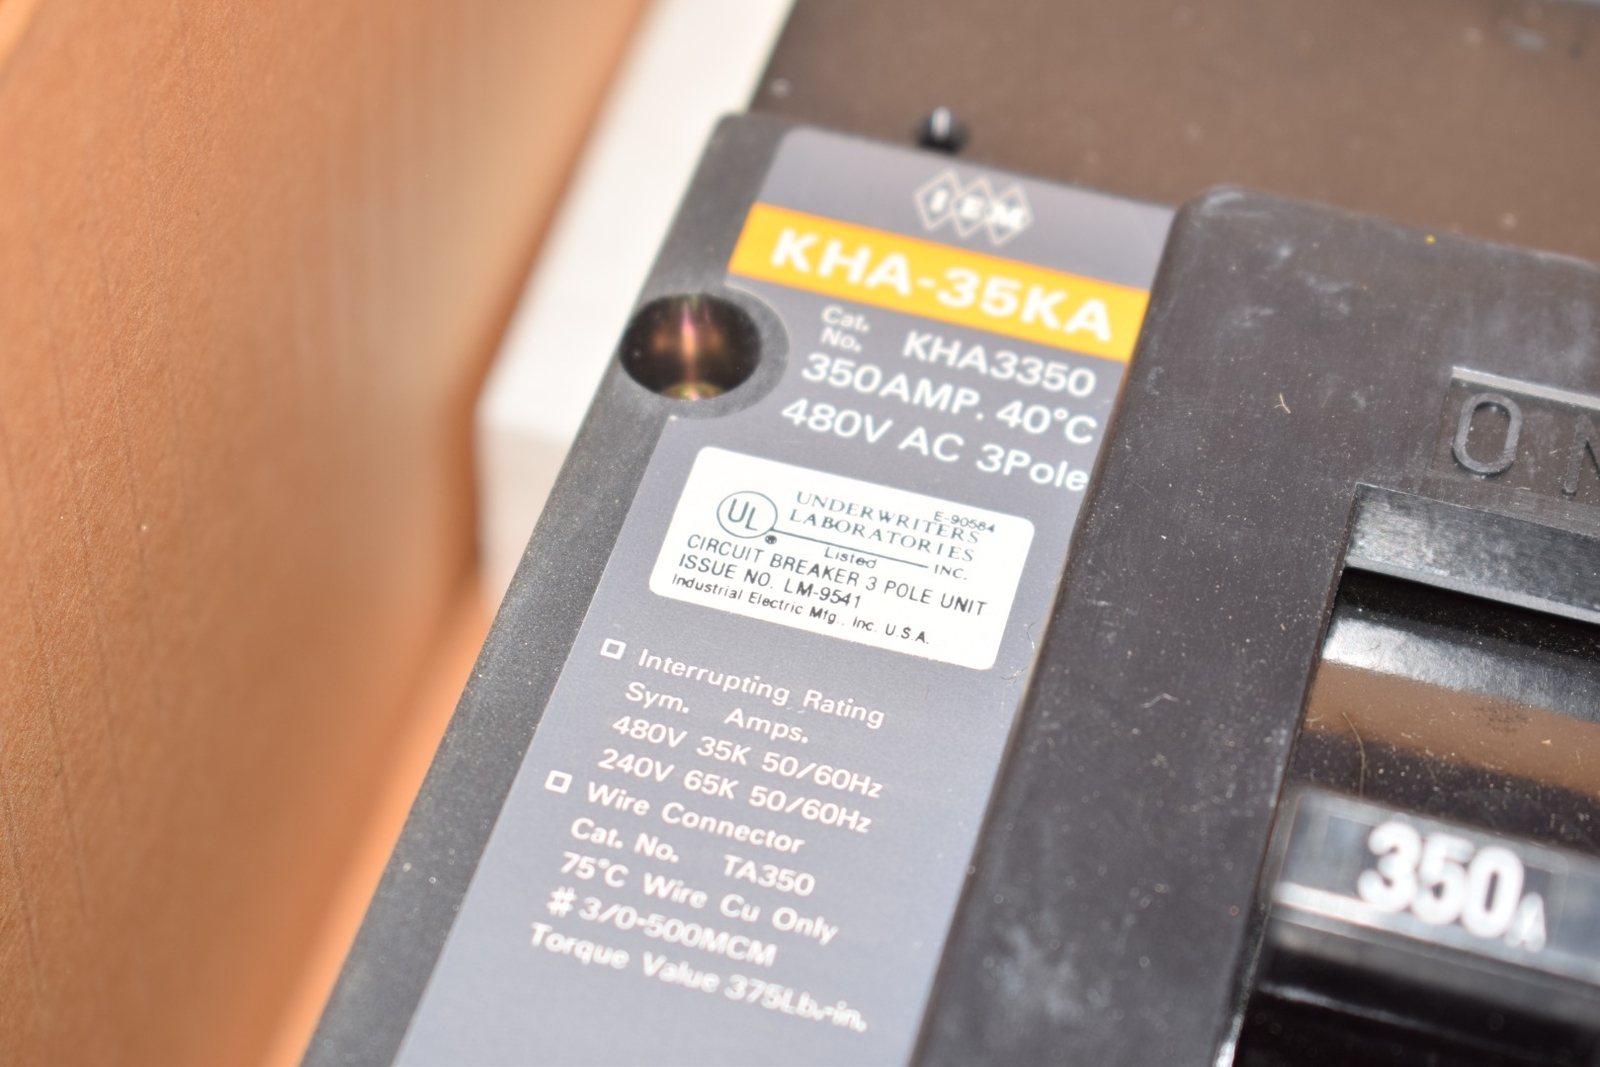 IEM
KHA-35KA
Cat. No. KHA3350
350AMP. 40°C
480V AC 3Pole
E-90584
UL UNDERWRITERS
LABORATORIES
® Listed INC.
CIRCUIT BREAKER 3 POLE UNIT
ISSUE NO. LM-9541
Industrial Electric Mfg., Inc. U.S.A.
Interrupting Rating
Sym. Amps.
480V 35K 50/60Hz
240V 65K 50/60Hz
Wire Connector
Cat. No. TA350
75°C Wire Cu Only
# 3/0-500MCM
Torque Value 375Lb.-in.
ON
350A